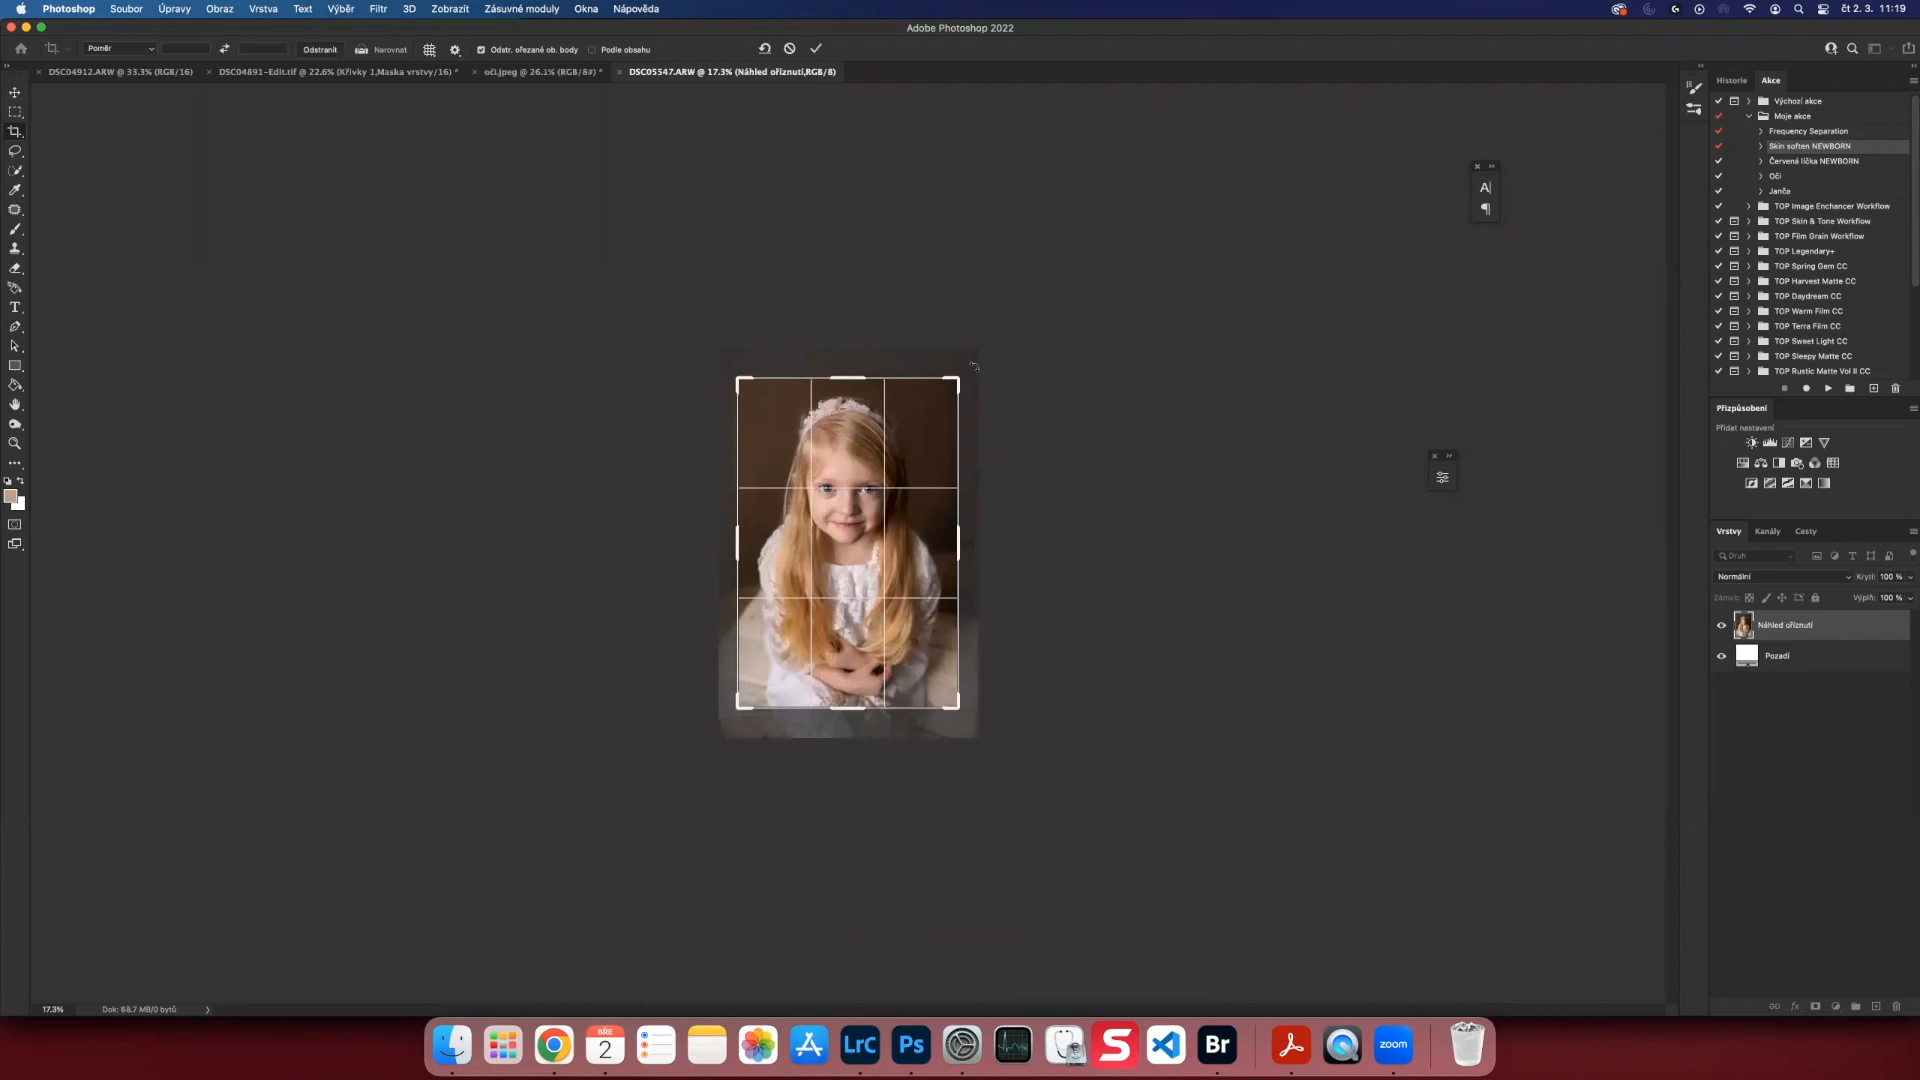 Photoshop Soubor Úpravy Obraz Vrstva Text Výběr Filtr 3D Zobrazit Zásuvné moduly Okna Nápověda čt 2. 3. 11:19
Adobe Photoshop 2022
Poměr Odstranit Narovnat Odstr. ořezané ob. body Podle obsahu
DSC04912.ARW @ 33.3% (RGB/16) DSC04891-Edit.tif @ 22.6% (Křivky 1,Maska vrstvy/16) * oči.jpeg @ 26.1% (RGB/8#) * DSC05547.ARW @ 17.3% (Náhled oříznutí,RGB/8)
Historie Akce
Výchozí akce
Moje akce
Frequency Separation
Skin soften NEWBORN
Červená líčka NEWBORN
Oči
Janča
TOP Image Enchancer Workflow
TOP Skin & Tone Workflow
TOP Film Grain Workflow
TOP Legendary+
TOP Spring Gem CC
TOP Harvest Matte CC
TOP Daydream CC
TOP Warm Film CC
TOP Terra Film CC
TOP Sweet Light CC
TOP Sleepy Matte CC
TOP Rustic Matte Vol II CC
Přizpůsobení
Přidat nastavení
Vrstvy Kanály Cesty
Druh
Normální Krytí: 100 %
Zámek: Výplň: 100 %
Náhled oříznutí
Pozadí
17.3% Dok: 68.7 MB/0 bytů
BŘE
2
LrC Ps Br zoom